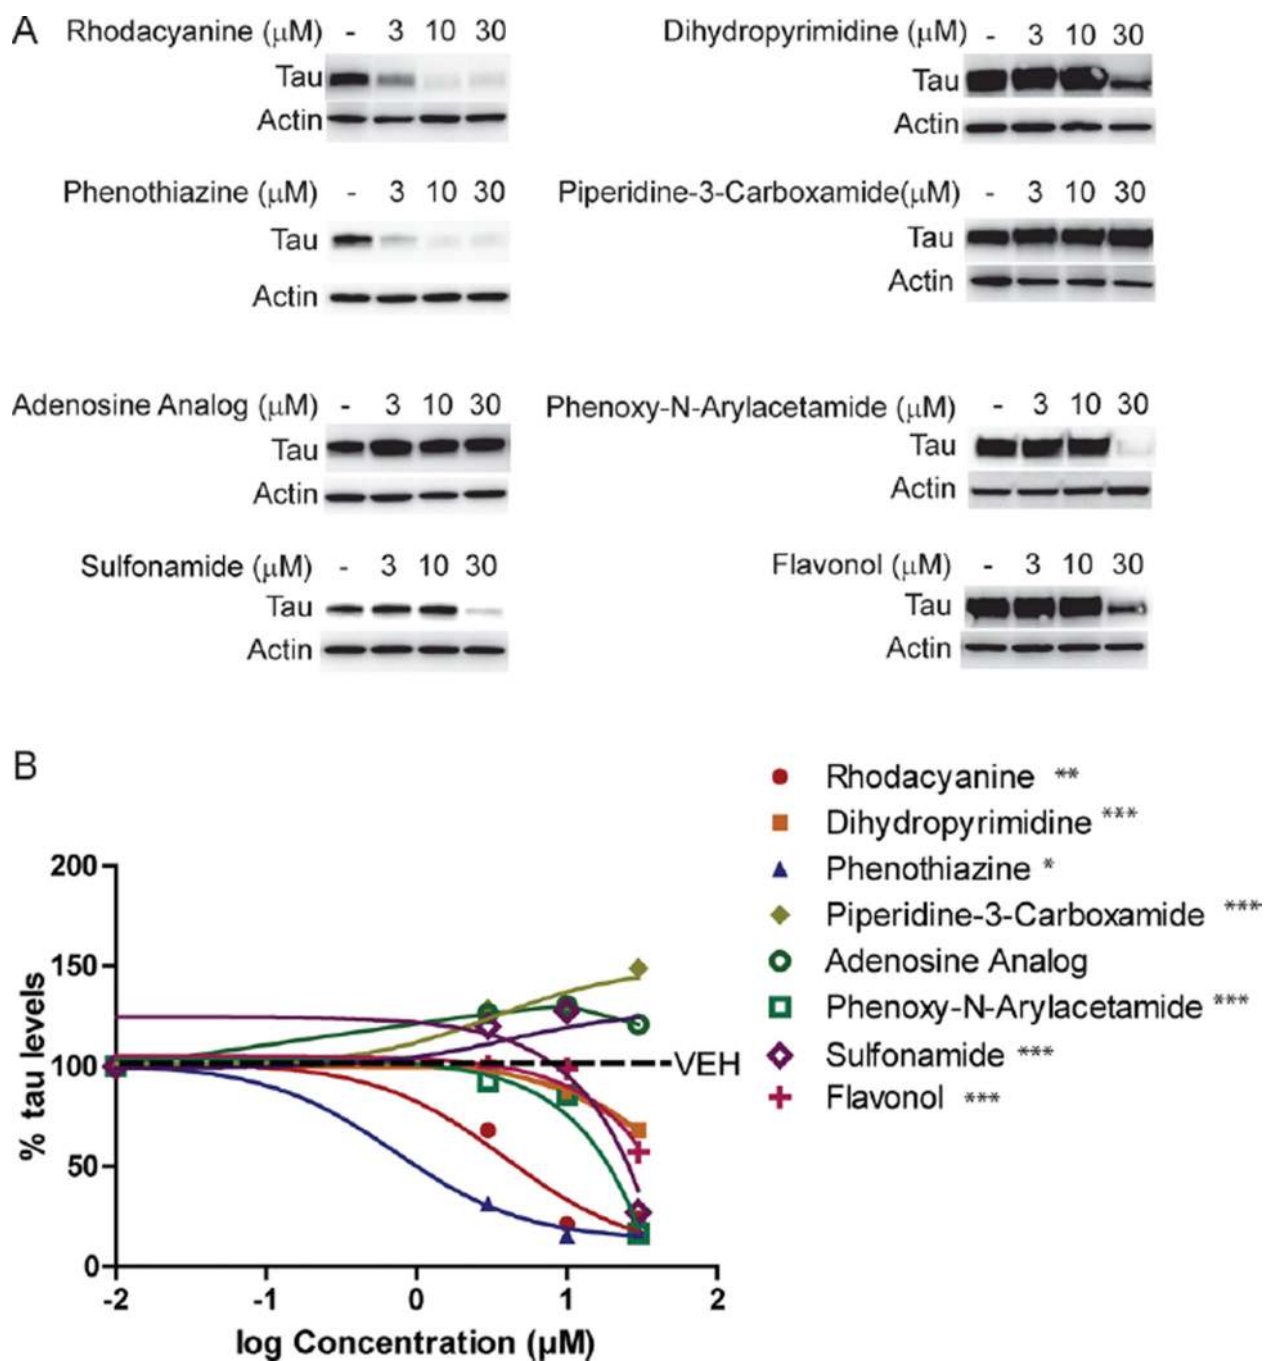 A
Rhodacyanine (μM) - 3 10 30
Tau
Actin
Dihydropyrimidine (μM) - 3 10 30
Tau
Actin
Phenothiazine (μM) - 3 10 30
Tau
Actin
Piperidine-3-Carboxamide(μM) - 3 10 30
Tau
Actin
Adenosine Analog (μM) - 3 10 30
Tau
Actin
Phenoxy-N-Arylacetamide (μM) - 3 10 30
Tau
Actin
Sulfonamide (μM) - 3 10 30
Tau
Actin
Flavonol (μM) - 3 10 30
Tau
Actin
B
Rhodacyanine **
Dihydropyrimidine ***
Phenothiazine *
Piperidine-3-Carboxamide ***
Adenosine Analog
Phenoxy-N-Arylacetamide ***
Sulfonamide ***
Flavonol ***
% tau levels
200
150
100
50
0
VEH
-2 -1 0 1 2
log Concentration (μM)